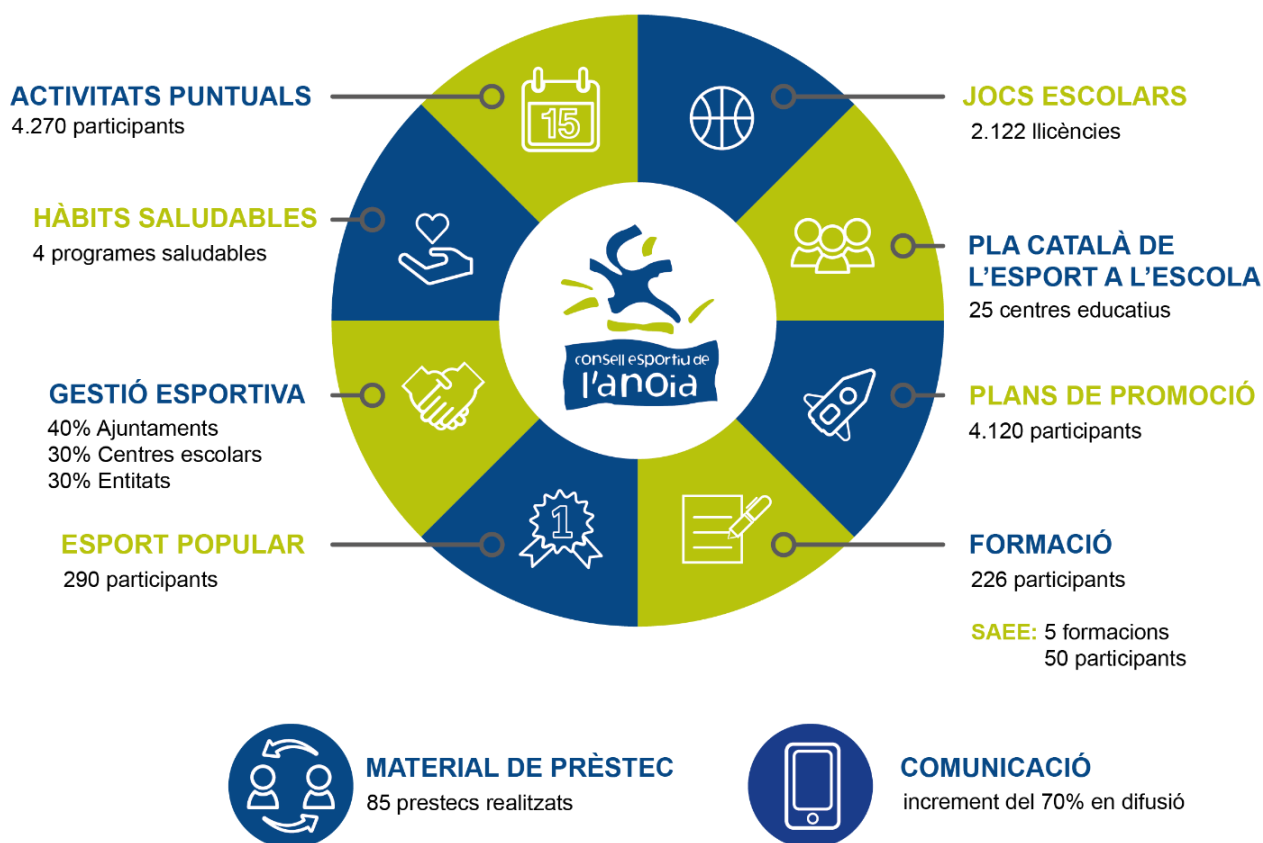 ACTIVITATS PUNTUALS
4.270 participants
HÀBITS SALUDABLES
4 programes saludables
GESTIÓ ESPORTIVA
40% Ajuntaments
30% Centres escolars
30% Entitats
ESPORT POPULAR
290 participants
15
1
consell esportiu de
l'anoia
JOCS ESCOLARS
2.122 llicències
PLA CATALÀ DE
L'ESPORT A L'ESCOLA
25 centres educatius
PLANS DE PROMOCIÓ
4.120 participants
FORMACIÓ
226 participants
SAEE: 5 formacions
50 participants
MATERIAL DE PRÈSTEC
85 prestecs realitzats
COMUNICACIÓ
increment del 70% en difusió